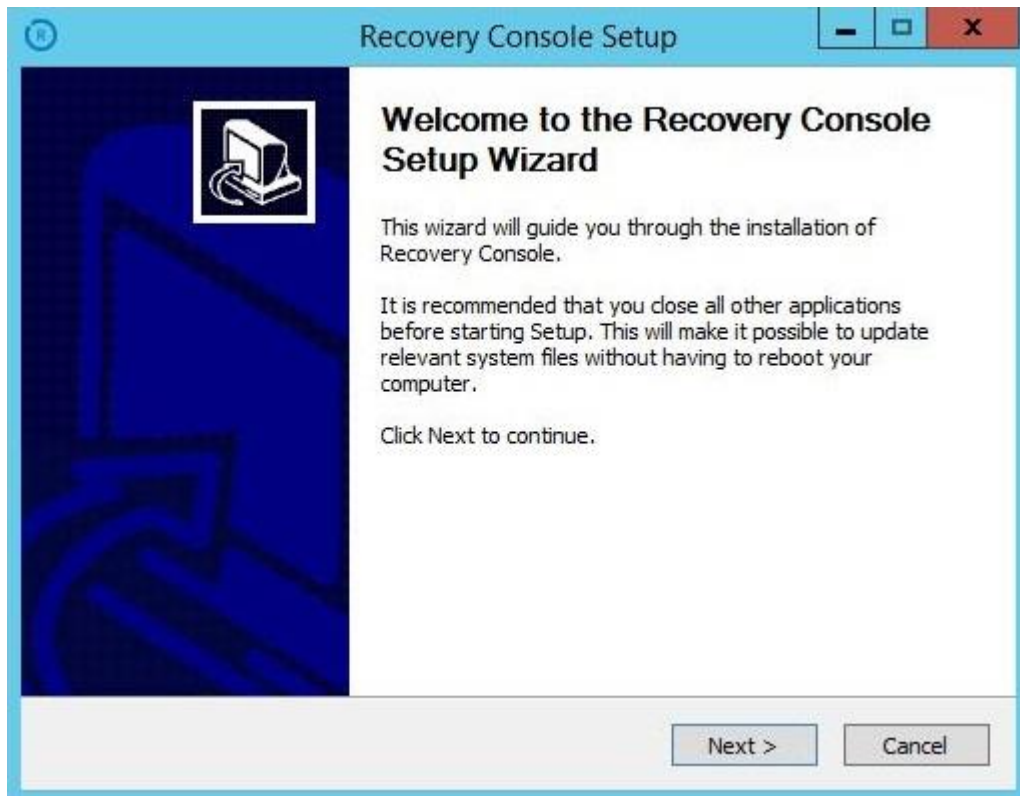 Recovery Console Setup
Welcome to the Recovery Console
Setup Wizard
This wizard will guide you through the installation of
Recovery Console.
It is recommended that you close all other applications
before starting Setup. This will make it possible to update
relevant system files without having to reboot your
computer.
Click Next to continue.
Next >
Cancel